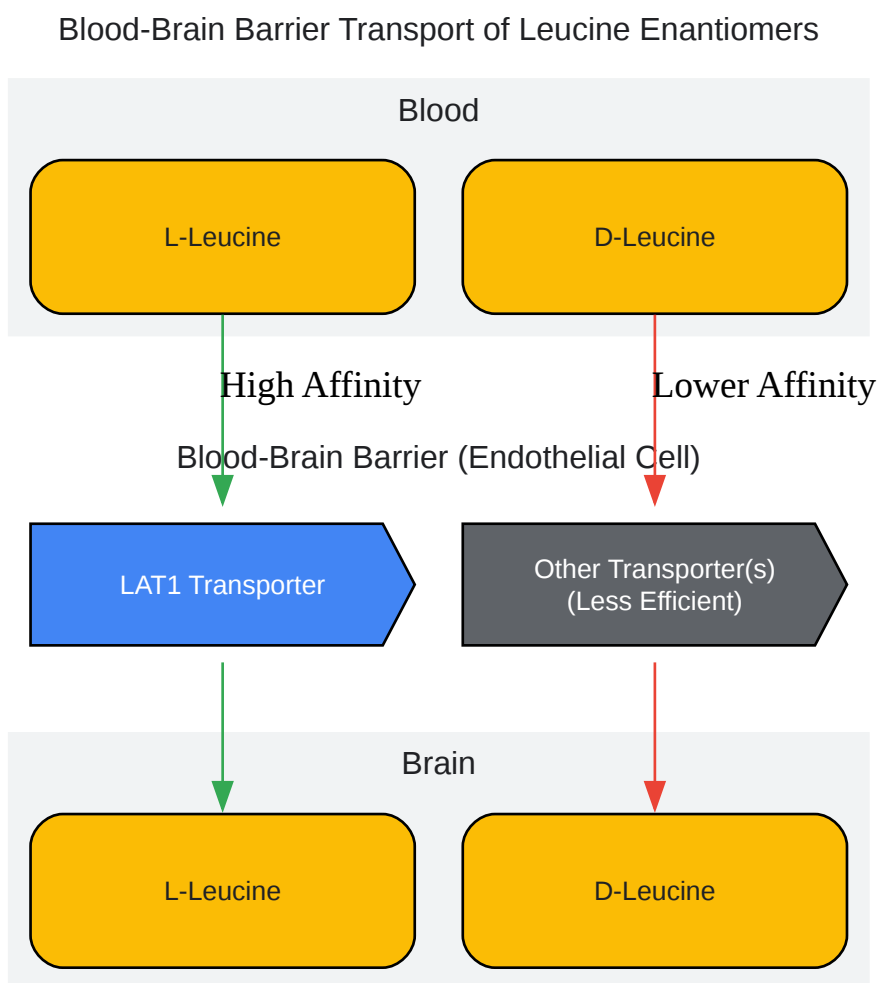 Blood-Brain Barrier Transport of Leucine Enantiomers
Blood
L-Leucine
D-Leucine
High Affinity
Lower Affinity
Blood-Brain Barrier (Endothelial Cell)
LAT1 Transporter
Other Transporter(s)
(Less Efficient)
Brain
L-Leucine
D-Leucine